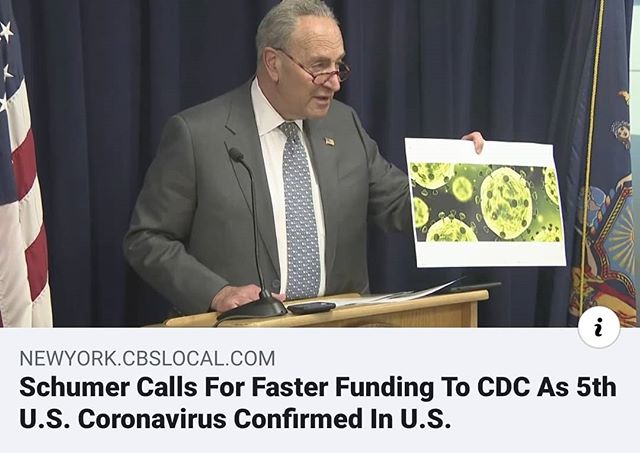 NEWYORK.CBSLOCAL.COM
Schumer Calls For Faster Funding To CDC As 5th
U.S. Coronavirus Confirmed In U.S.